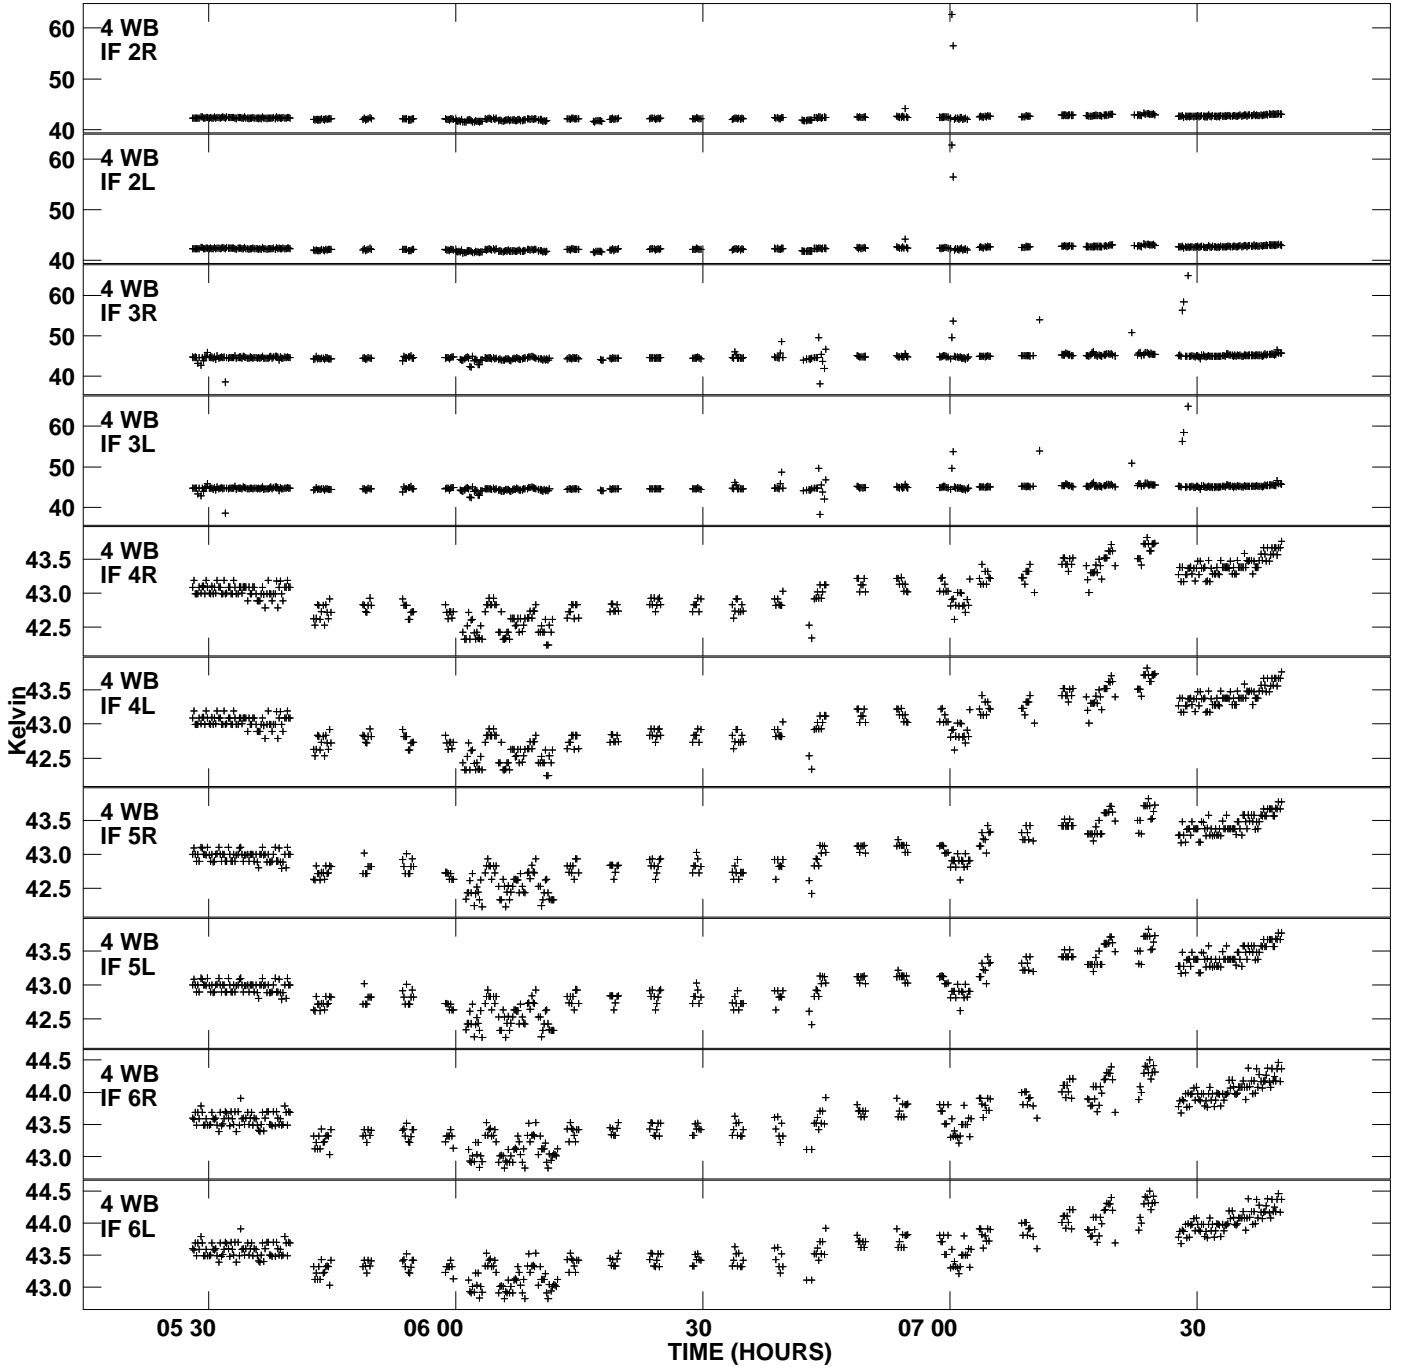 4 WB
IF 2R
60
50
40
4 WB
IF 2L
60
50
40
4 WB
IF 3R
60
50
40
4 WB
IF 3L
60
50
40
4 WB
IF 4R
43.5
43.0
42.5
4 WB
IF 4L
43.5
43.0
42.5
Kelvin
4 WB
IF 5R
43.5
43.0
42.5
4 WB
IF 5L
43.5
43.0
42.5
4 WB
IF 6R
44.5
44.0
43.5
43.0
4 WB
IF 6L
44.5
44.0
43.5
43.0
05 30 06 00 30 07 00 30
TIME (HOURS)